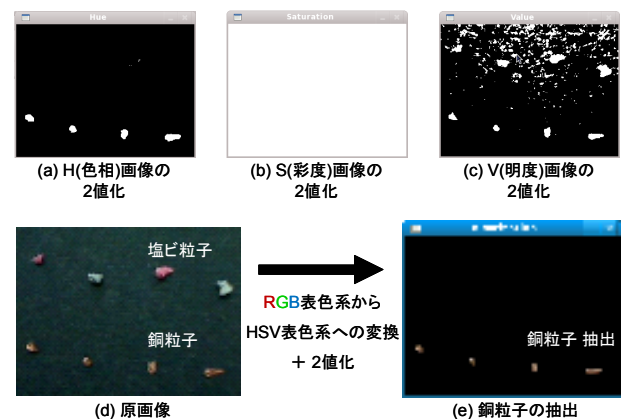 Hue
Saturation
Value
(a) H(色相)画像の
2値化
(b) S(彩度)画像の
2値化
(c) V(明度)画像の
2値化
塩ビ粒子
銅粒子
RGB表色系から
HSV表色系への変換
＋ 2値化
銅粒子 抽出
(d) 原画像
(e) 銅粒子の抽出